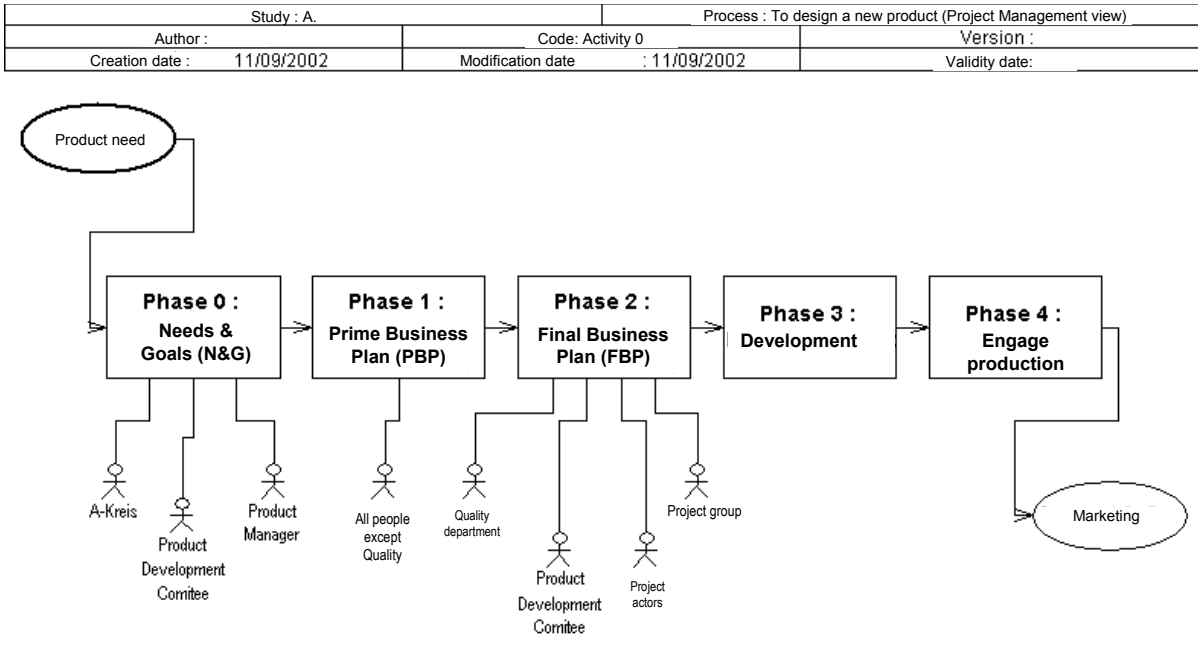 Study : A.
Process : To design a new product (Project Management view)
Author :
Code: Activity 0
Version :
Creation date : 11/09/2002
Modification date : 11/09/2002
Validity date:
Product need
Phase 0 :
Needs &
Goals (N&G)
Phase 1 :
Prime Business
Plan (PBP)
Phase 2 :
Final Business
Plan (FBP)
Phase 3 :
Development
Phase 4 :
Engage
production
A-Kreis
Product
Development
Comitee
Product
Manager
All people
except
Quality
Quality
department
Product
Development
Comitee
Project
actors
Project group
Marketing